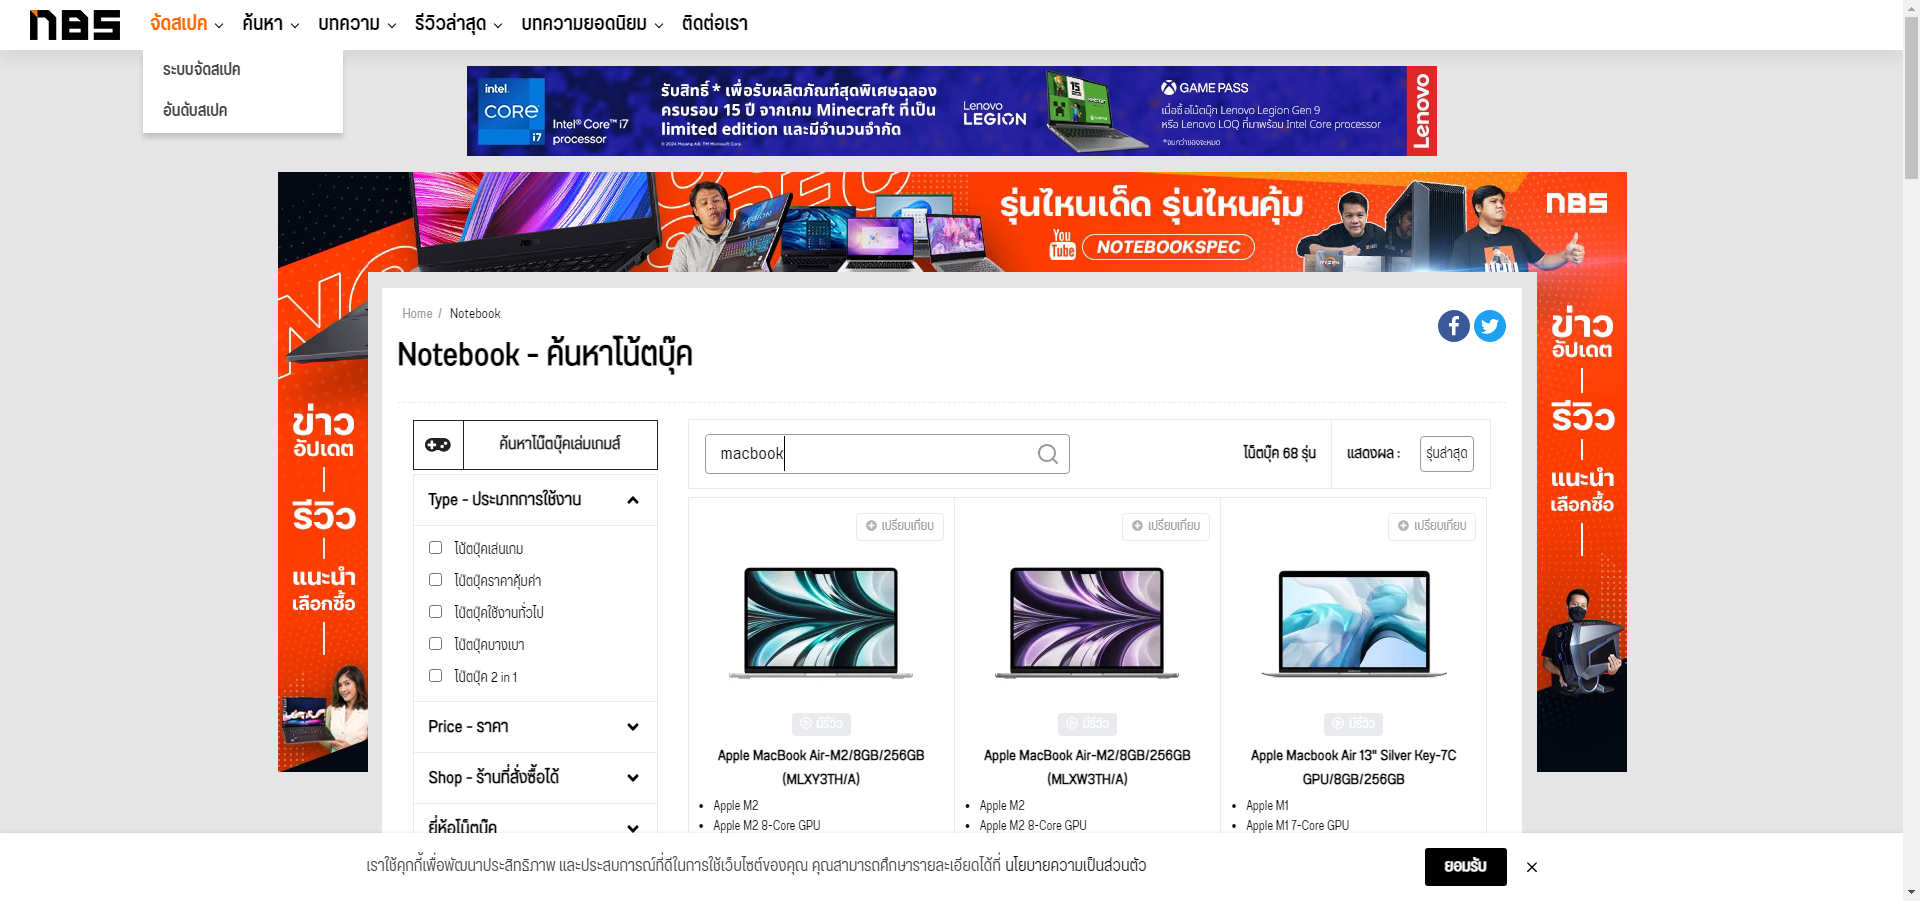 nBS
จัดสเปค
ค้นหา
บทความ
รีวิวล่าสุด
บทความยอดนิยม
ติดต่อเรา
ระบบจัดสเปค
อันดับสเปค
intel.
CORE
i7
Intel® Core™ i7
processor
รับสิทธิ์ * เพื่อรับผลิตภัณฑ์สุดพิเศษฉลอง
ครบรอบ 15 ปี จากเกม Minecraft ที่เป็น
limited edition และมีจำนวนจำกัด
© 2024 Mojang AB. TM Microsoft Corp.
Lenovo
LEGION
15
GAME PASS
เมื่อซื้อโน้ตบุ๊ก Lenovo Legion Gen 9
หรือ Lenovo LOQ ที่มาพร้อม Intel Core processor
*จนกว่าของจะหมด
Lenovo
รุ่นไหนเด็ด รุ่นไหนคุ้ม
You
Tube
NOTEBOOKSPEC
nBS
LEGION
RYZEN
ข่าว
อัปเดต
รีวิว
แนะนำ
เลือกซื้อ
ข่าว
อัปเดต
รีวิว
แนะนำ
เลือกซื้อ
Home / Notebook
Notebook - ค้นหาโน้ตบุ๊ค
ค้นหาโน๊ตบุ๊คเล่มเกมส์
macbook
โน๊ตบุ๊ค 68 รุ่น
แสดงผล :
รุ่นล่าสุด
Type - ประเภทการใช้งาน
โน้ตบุ๊คเล่นเกม
โน๊ตบุ๊คราคาคุ้มค่า
โน๊ตบุ๊คใช้งานทั่วไป
โน๊ตบุ๊คบางเบา
โน๊ตบุ๊ค 2 in 1
Price - ราคา
Shop - ร้านที่สั่งซื้อได้
ยี่ห้อโน๊ตบุ๊ค
เปรียบเทียบ
เปรียบเทียบ
เปรียบเทียบ
มีรีวิว
มีรีวิว
มีรีวิว
Apple MacBook Air-M2/8GB/256GB
(MLXY3TH/A)
Apple M2
Apple M2 8-Core GPU
Apple MacBook Air-M2/8GB/256GB
(MLXW3TH/A)
Apple M2
Apple M2 8-Core GPU
Apple Macbook Air 13" Silver Key-7C
GPU/8GB/256GB
Apple M1
Apple M1 7-Core GPU
เราใช้คุกกี้เพื่อพัฒนาประสิทธิภาพ และประสบการณ์ที่ดีในการใช้เว็บไซต์ของคุณ คุณสามารถศึกษารายละเอียดได้ที่ นโยบายความเป็นส่วนตัว
ยอมรับ